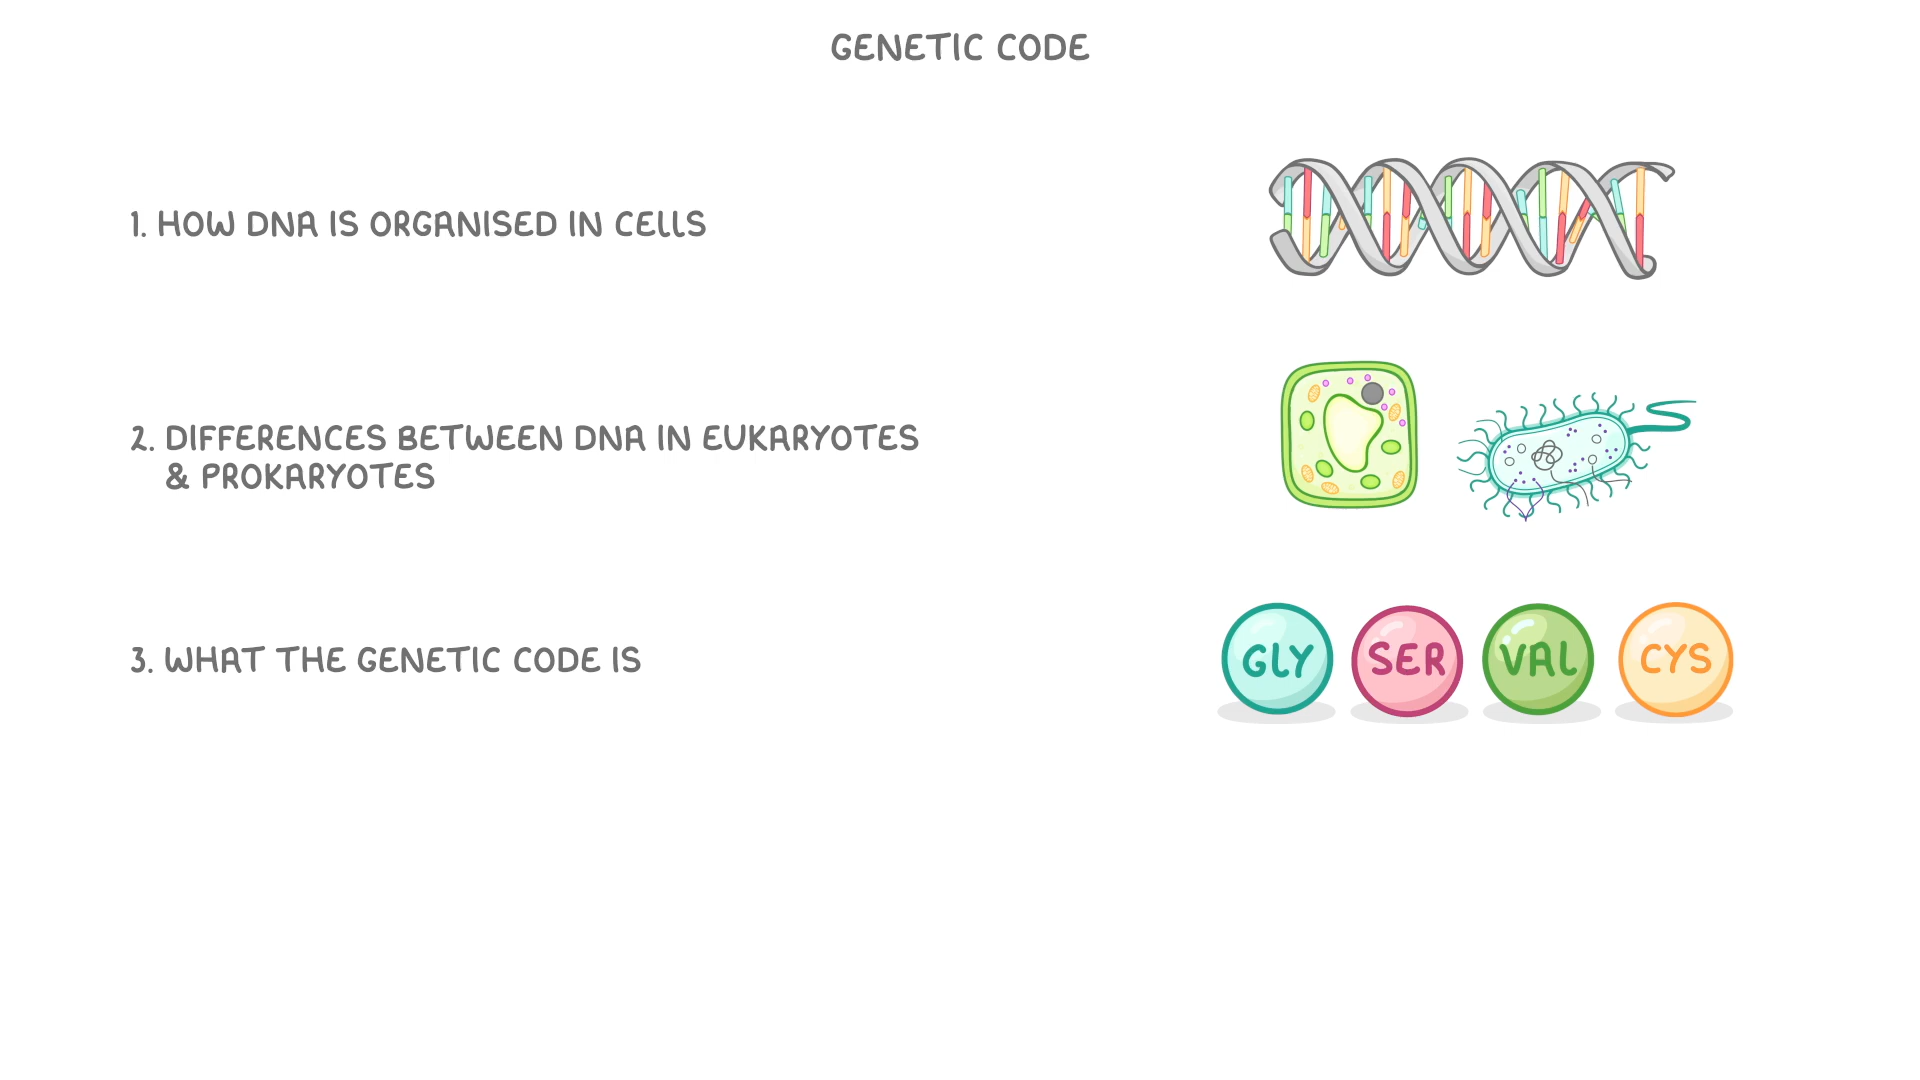 GENETIC CODE
1. HOW DNA IS ORGANISED IN CELLS
2. DIFFERENCES BETWEEN DNA IN EUKARYOTES
& PROKARYOTES
3. WHAT THE GENETIC CODE IS
GLY SER VAL CYS